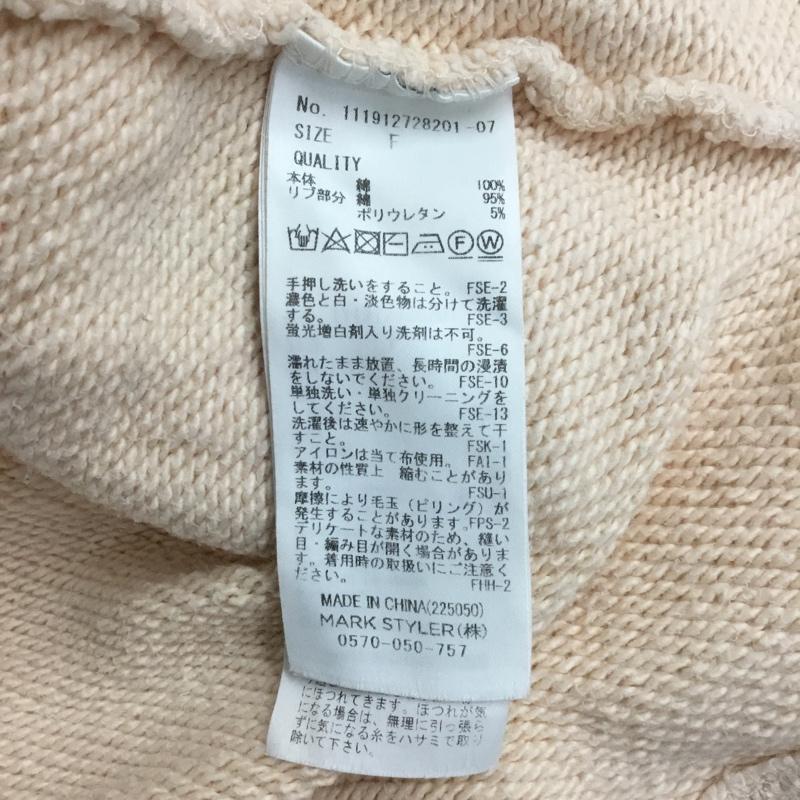 No. 111912728201-07
SIZE F
QUALITY
本体 綿 100%
リブ部分 綿 95%
ポリウレタン 5%
F W
手押し洗いをすること。 FSE-2
濃色と白・淡色物は分けて洗濯
する。 FSE-3
蛍光増白剤入り洗剤は不可。
FSE-6
濡れたまま放置、長時間の浸漬
をしないでください。 FSE-10
単独洗い・単独クリーニングを
してください。 FSE-13
洗濯後は速やかに形を整えて干
すこと。 FSK-1
アイロンは当て布使用。 FAI-1
素材の性質上 縮むことがあり
ます。 FSU-1
摩擦により毛玉（ピリング）が
発生することがあります。FPS-2
デリケートな素材のため、縫い
目・編み目が開く場合がありま
す。着用時の取扱いにご注意く
ださい。 FHH-2
MADE IN CHINA(225050)
MARK STYLER(株)
0570-050-757
にほつれてきます。ほつれが気
になる場合は、無理に引っ張ら
ずに気になる糸をハサミで取り
除いて下さい。